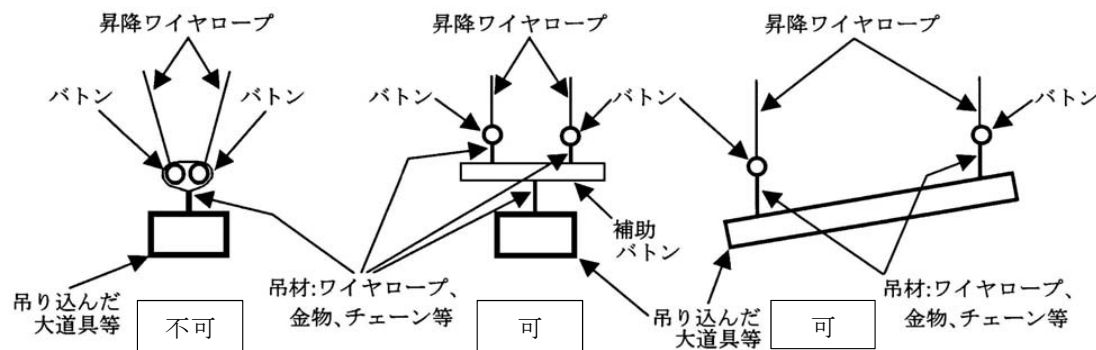 昇降ワイヤロープ
バトン
バトン
吊り込んだ
大道具等
不可
昇降ワイヤロープ
バトン
バトン
補助
バトン
吊材:ワイヤロープ、
金物、チェーン等
可
吊り込んだ
大道具等
昇降ワイヤロープ
バトン
吊材:ワイヤロープ、
金物、チェーン等
可